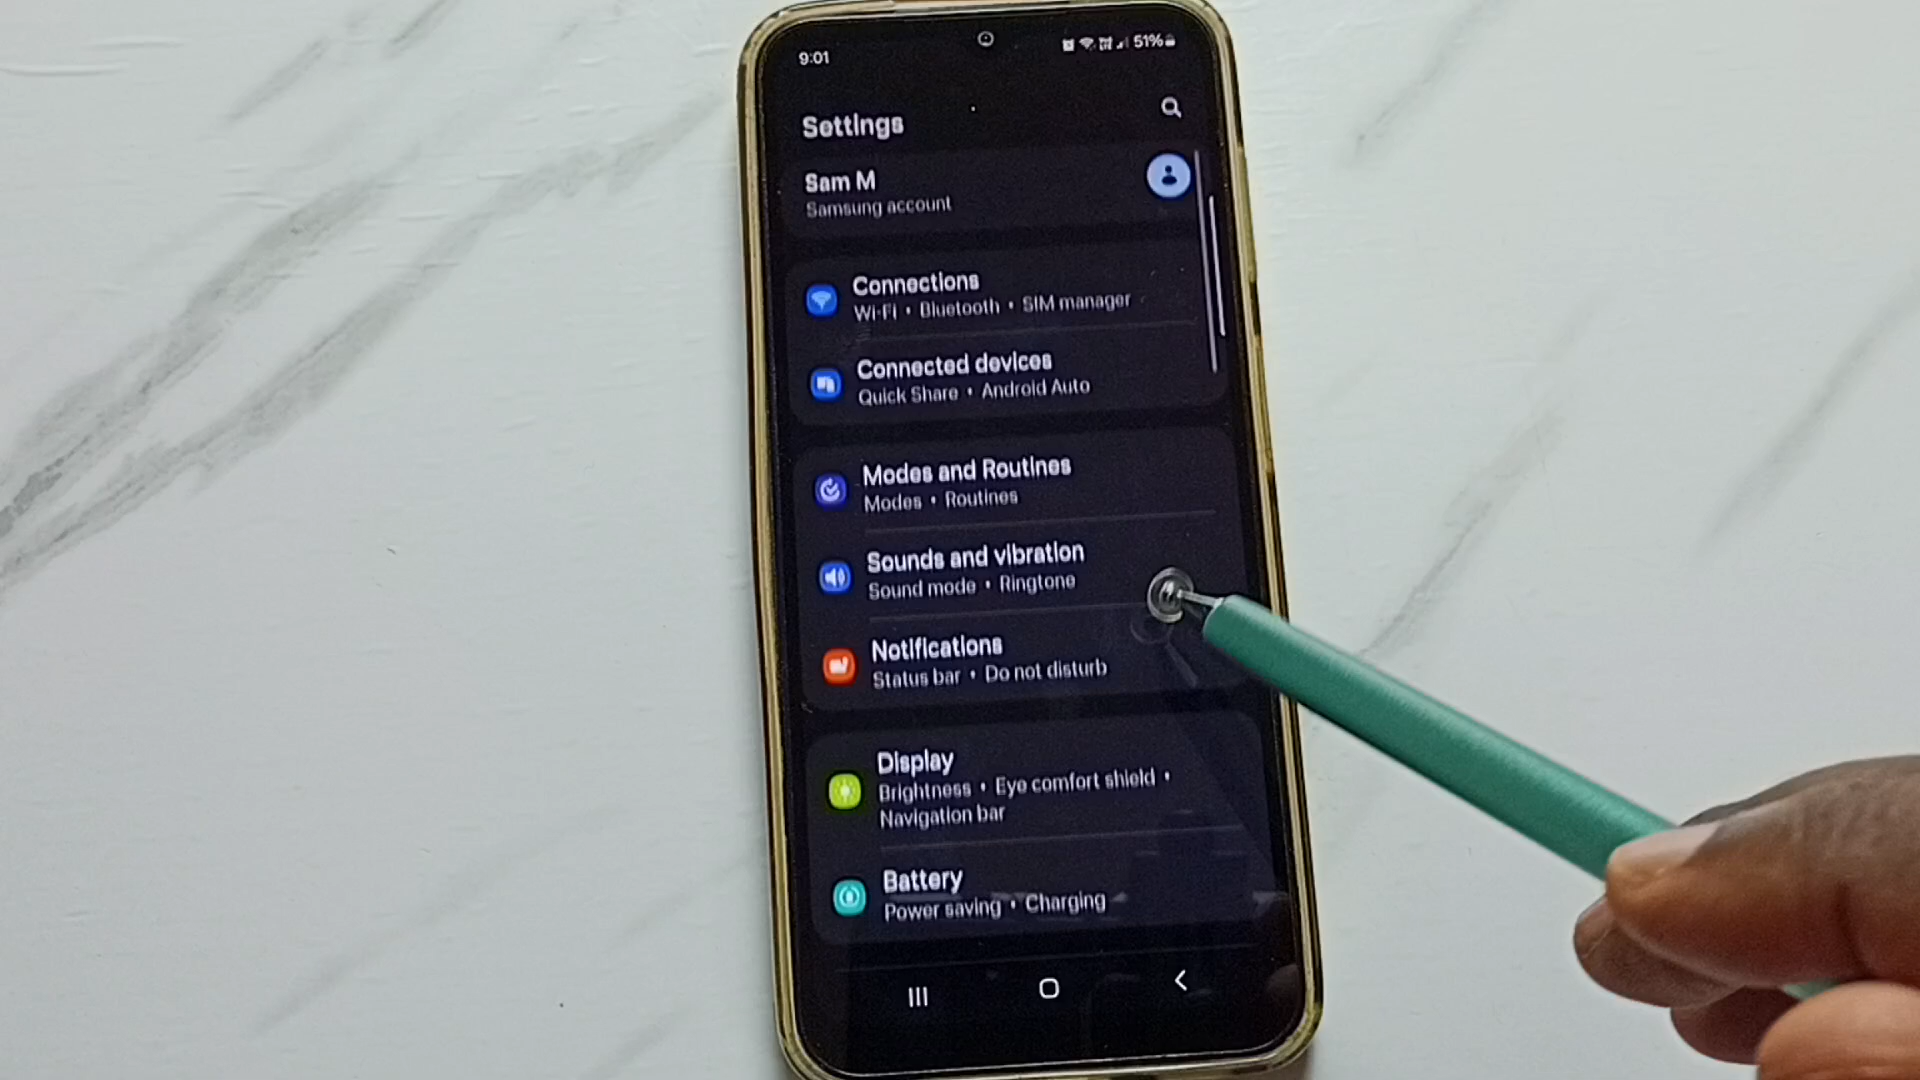 9:01
51%
Settings
Sam M
Samsung account
Connections
Wi-Fi • Bluetooth • SIM manager
Connected devices
Quick Share • Android Auto
Modes and Routines
Modes • Routines
Sounds and vibration
Sound mode • Ringtone
Notifications
Status bar • Do not disturb
Display
Brightness • Eye comfort shield •
Navigation bar
Battery
Power saving • Charging